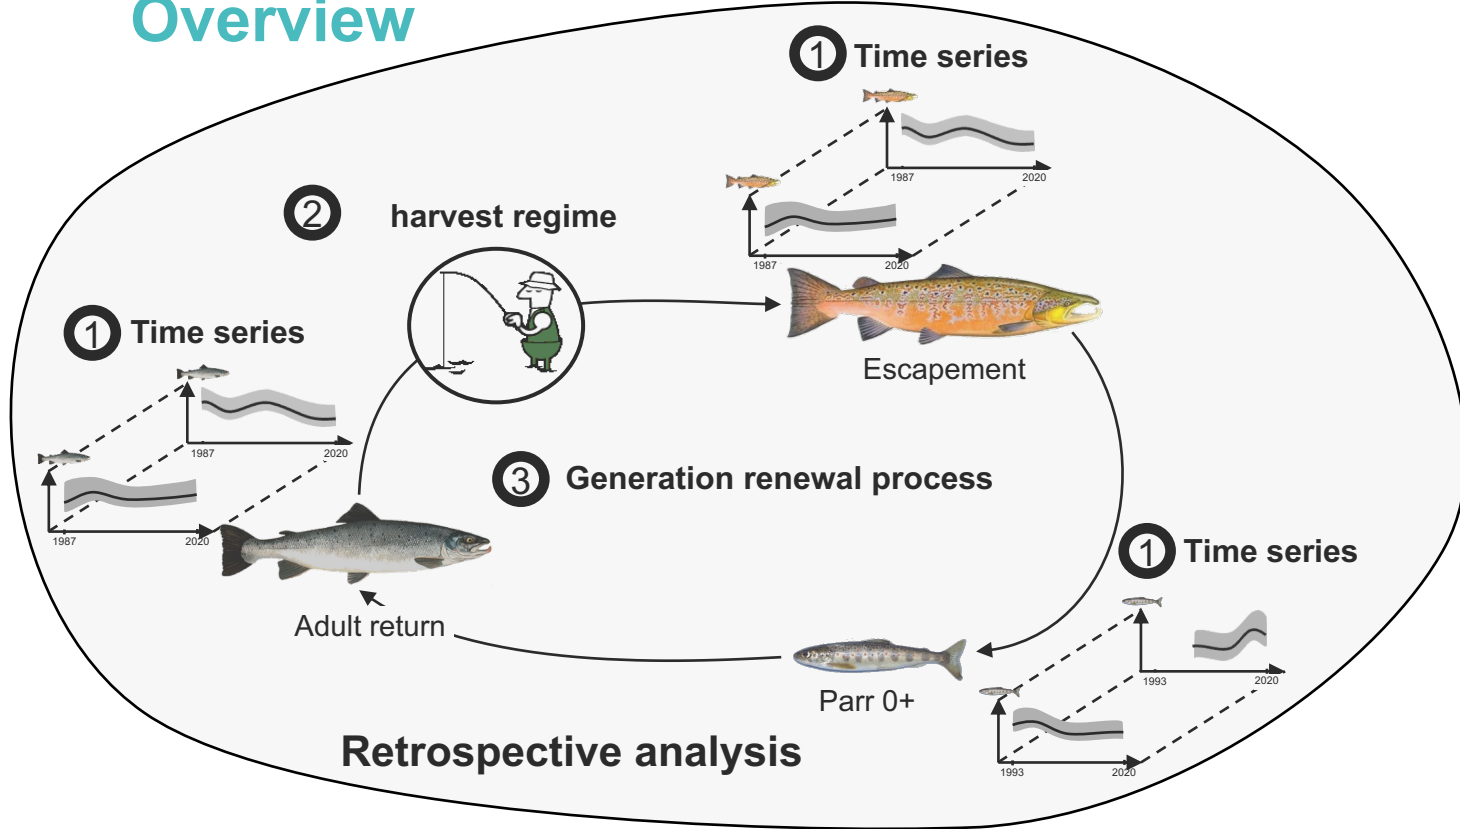 Overview
1 Time series
1987
2020
1987
2020
2 harvest regime
Escapement
1 Time series
1987
2020
1987
2020
3 Generation renewal process
Adult return
1 Time series
1993
2020
1993
2020
Parr 0+
Retrospective analysis